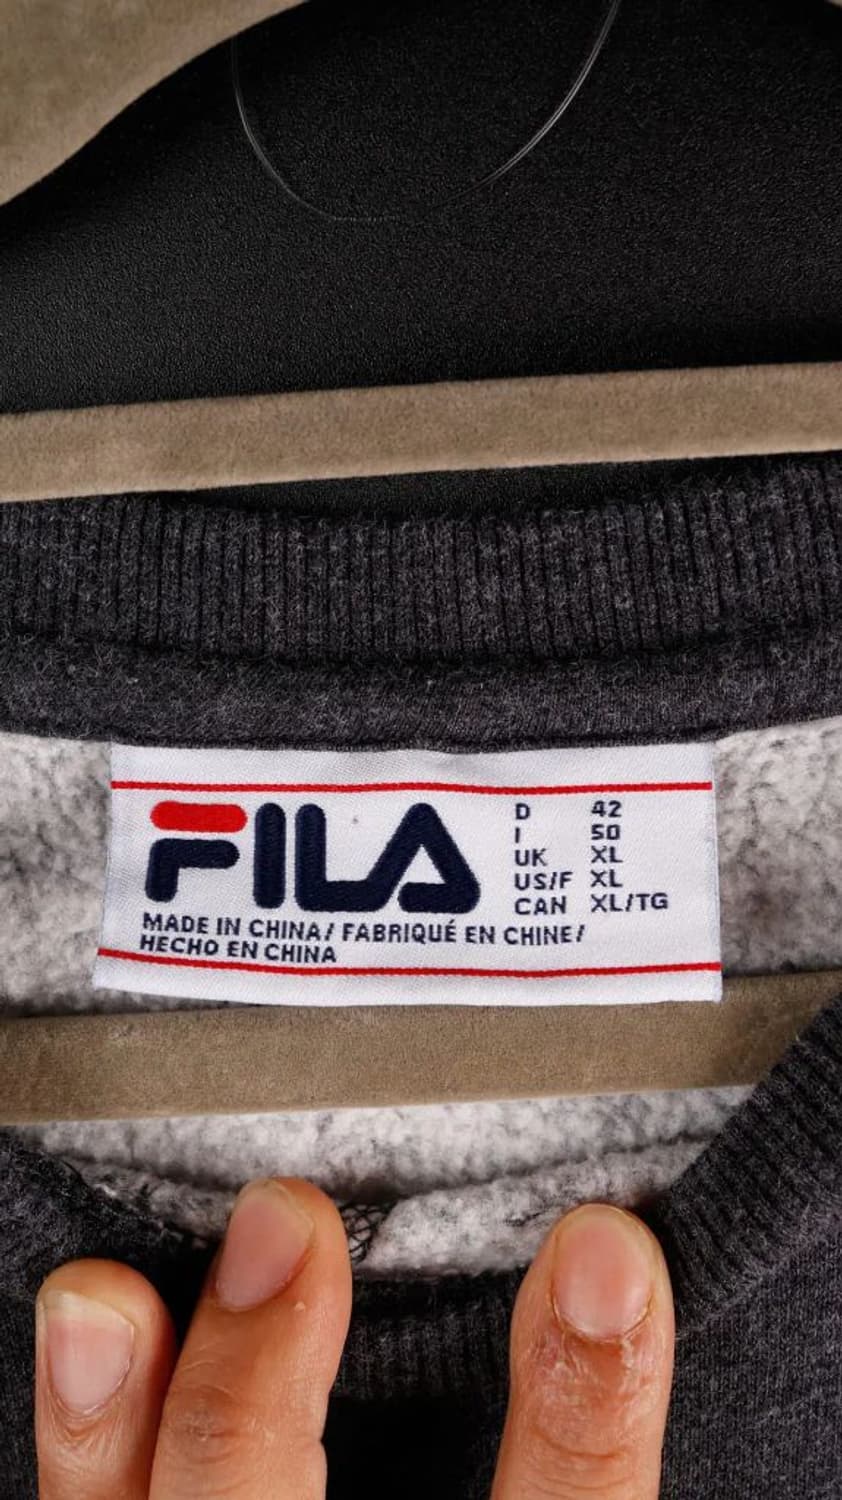 FILA
D 42
I 50
UK XL
US/F XL
CAN XL/TG
MADE IN CHINA/ FABRIQUÉ EN CHINE/
HECHO EN CHINA